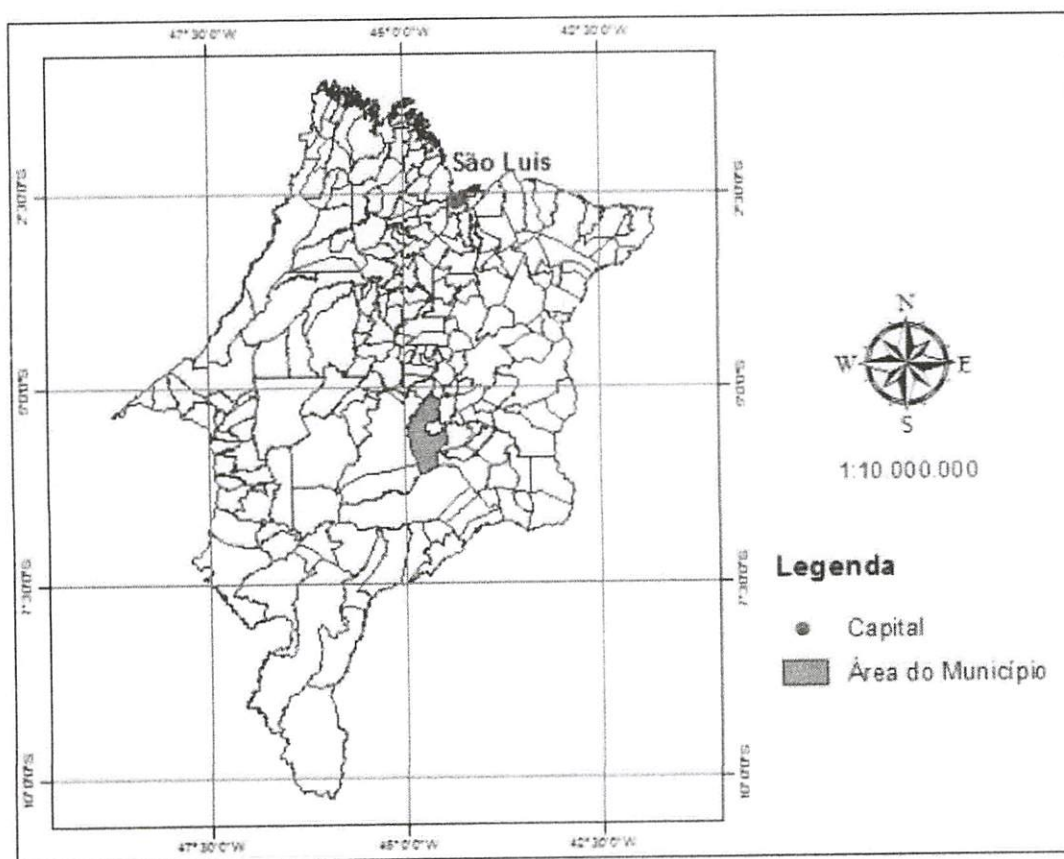 47°30'0"W 45°0'0"W 42°30'0"W
São Luis
2°30'0"S 2°30'0"S
5°0'0"S 5°0'0"S
7°30'0"S 7°30'0"S
10°0'0"S 10°0'0"S
N
W E
S
1:10.000.000
Legenda
Capital
Área do Município
47°30'0"W 45°0'0"W 42°30'0"W